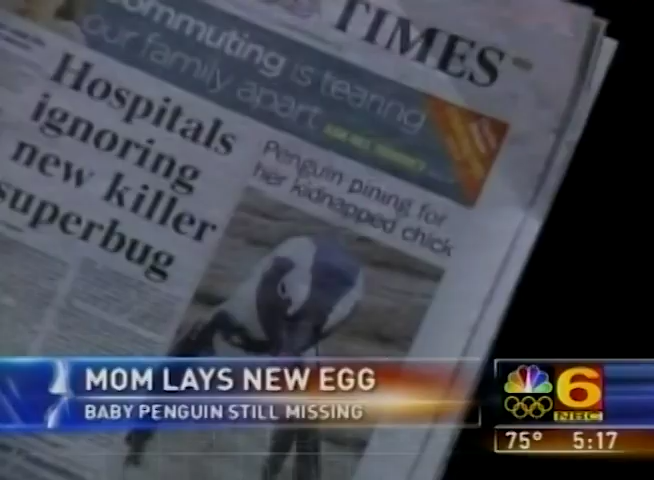 TIMES
commuting is tearing
our family apart
Hospitals
ignoring
new killer
superbug
Penguin pining for
her kidnapped chick
MOM LAYS NEW EGG
BABY PENGUIN STILL MISSING
6
NBC
75° 5:17